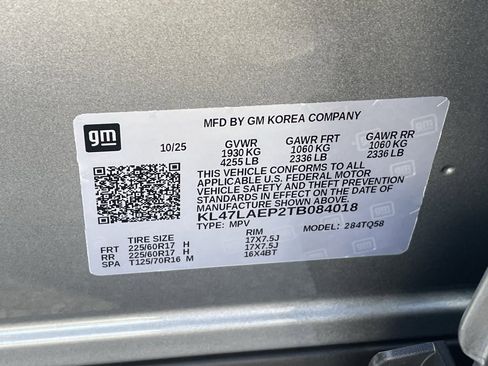 MFD BY GM KOREA COMPANY
gm
10/25 GVWR GAWR FRT GAWR RR
1930 KG 1060 KG 1060 KG
4255 LB 2336 LB 2336 LB
THIS VEHICLE CONFORMS TO ALL
APPLICABLE U.S. FEDERAL MOTOR
VEHICLE SAFETY AND THEFT PREVENTION
STANDARDS IN EFFECT ON THE DATE OF
MANUFACTURE SHOWN ABOVE.
KL47LAEP2TB084018
TYPE: MPV MODEL: 284TQ58
TIRE SIZE RIM
FRT 225/60R17 H 17X7.5J
RR 225/60R17 H 17X7.5J
SPA T125/70R16 M 16X4BT